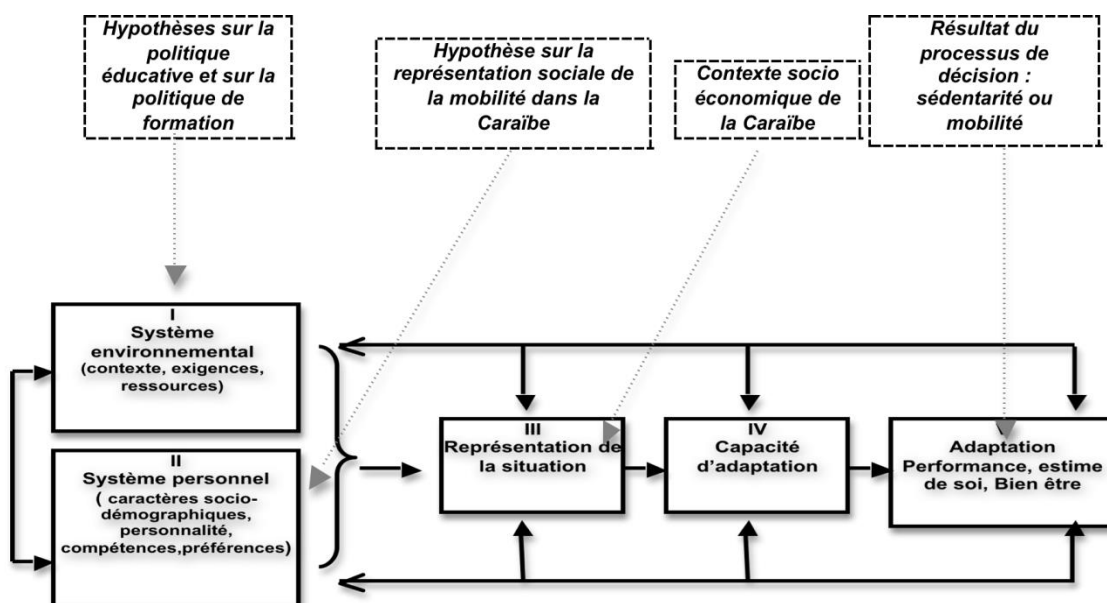 Hypothèses sur la
politique
éducative et sur la
politique de
formation
Hypothèse sur la
représentation sociale de
la mobilité dans la
Caraïbe
Contexte socio
économique de
la Caraïbe
Résultat du
processus de
décision :
sédentarité ou
mobilité
I
Système
environnemental
(contexte, exigences,
ressources)
II
Système personnel
( caractères socio-
démographiques,
personnalité,
compétences,préférences)
III
Représentation de
la situation
IV
Capacité
d’adaptation
Adaptation
Performance, estime
de soi, Bien être